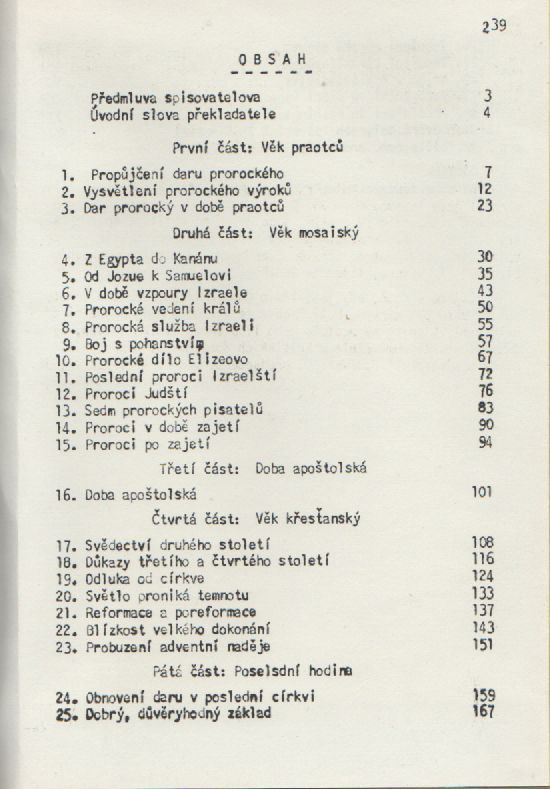 239
OBSAH
Předmluva spisovatelova 3
Úvodní slova překladatele 4
První část: Věk praotců
1. Propůjčení daru prorockého 7
2. Vysvětlení prorockého výroků 12
3. Dar prorocký v době praotců 23
Druhá část: Věk mosaiský
4. Z Egypta do Kanánu 30
5. Od Jozue k Samuelovi 35
6. V době vzpoury Izraele 43
7. Prorocké vedení králů 50
8. Prorocká služba Izraeli 55
9. Boj s pohanstvím 57
10. Prorocké dílo Elizeovo 67
11. Poslední proroci Izraelští 72
12. Proroci Judští 76
13. Sedm prorockých pisatelů 83
14. Proroci v době zajetí 90
15. Proroci po zajetí 94
Třetí část: Doba apoštolská
16. Doba apoštolská 101
Čtvrtá část: Věk křesťanský
17. Svědectví druhého století 108
18. Důkazy třetího a čtvrtého století 116
19. Odluka od církve 124
20. Světlo proniká temnotu 133
21. Reformace a poreformace 137
22. Blízkost velkého dokonání 143
23. Probuzení adventní naděje 151
Pátá část: Poselsdní hodina
24. Obnovení daru v poslední církvi 159
25. Dobrý, důvěryhodný základ 167